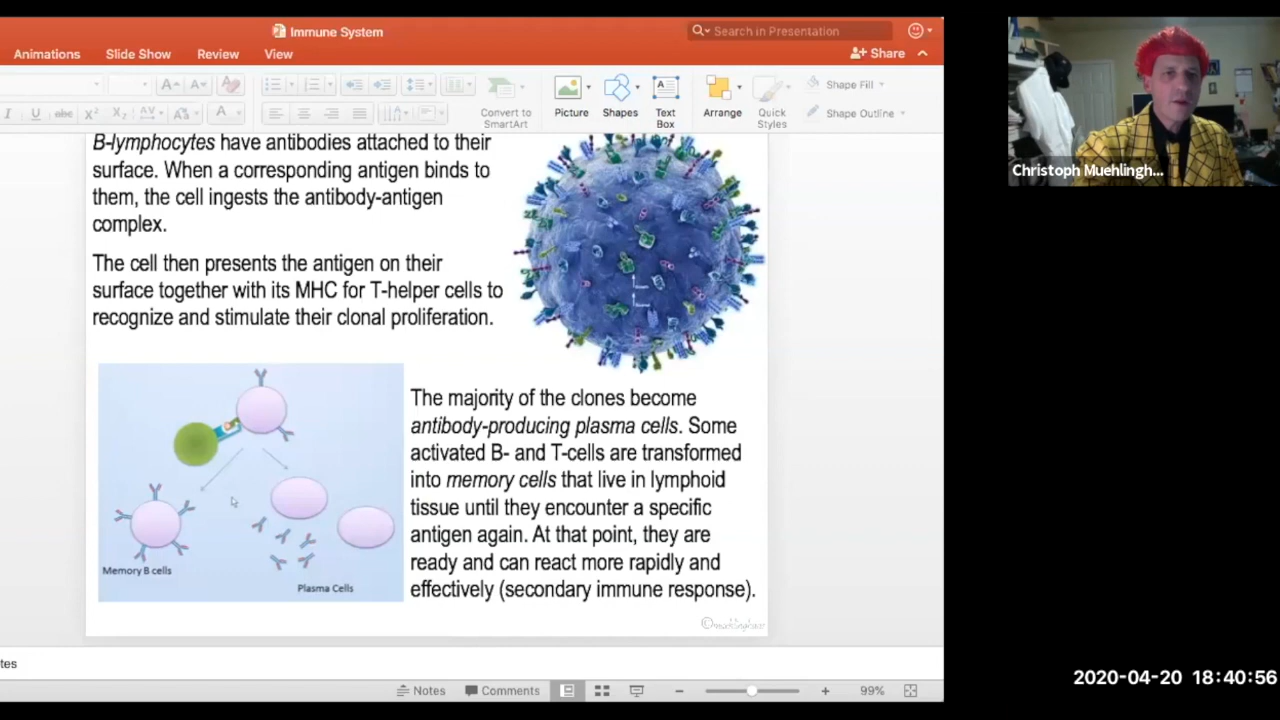 Immune System
Search in Presentation
Animations
Slide Show
Review
View
Share
I U abc X² X₂ AV Aa A
Convert to
SmartArt
Picture
Shapes
Text
Box
Arrange
Quick
Styles
Shape Fill
Shape Outline
B-lymphocytes have antibodies attached to their
surface. When a corresponding antigen binds to
them, the cell ingests the antibody-antigen
complex.
The cell then presents the antigen on their
surface together with its MHC for T-helper cells to
recognize and stimulate their clonal proliferation.
Memory B cells
Plasma Cells
The majority of the clones become
antibody-producing plasma cells. Some
activated B- and T-cells are transformed
into memory cells that live in lymphoid
tissue until they encounter a specific
antigen again. At that point, they are
ready and can react more rapidly and
effectively (secondary immune response).
tes
Notes
Comments
99%
Christoph Muehlingh...
2020-04-20 18:40:56